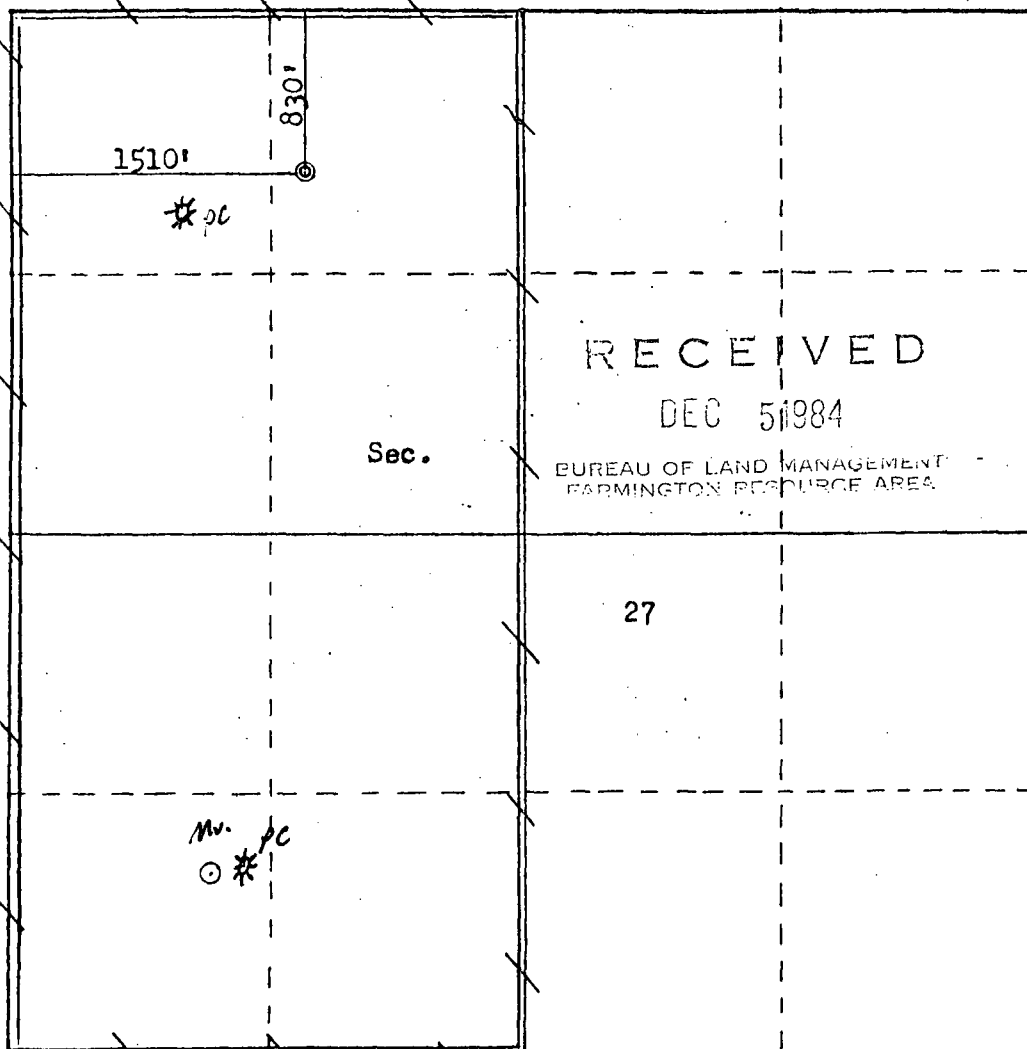 830'
1510'
pc
RECEIVED
DEC 5 1984
Sec.
BUREAU OF LAND MANAGEMENT
FARMINGTON RESOURCE AREA
27
Mv. pc